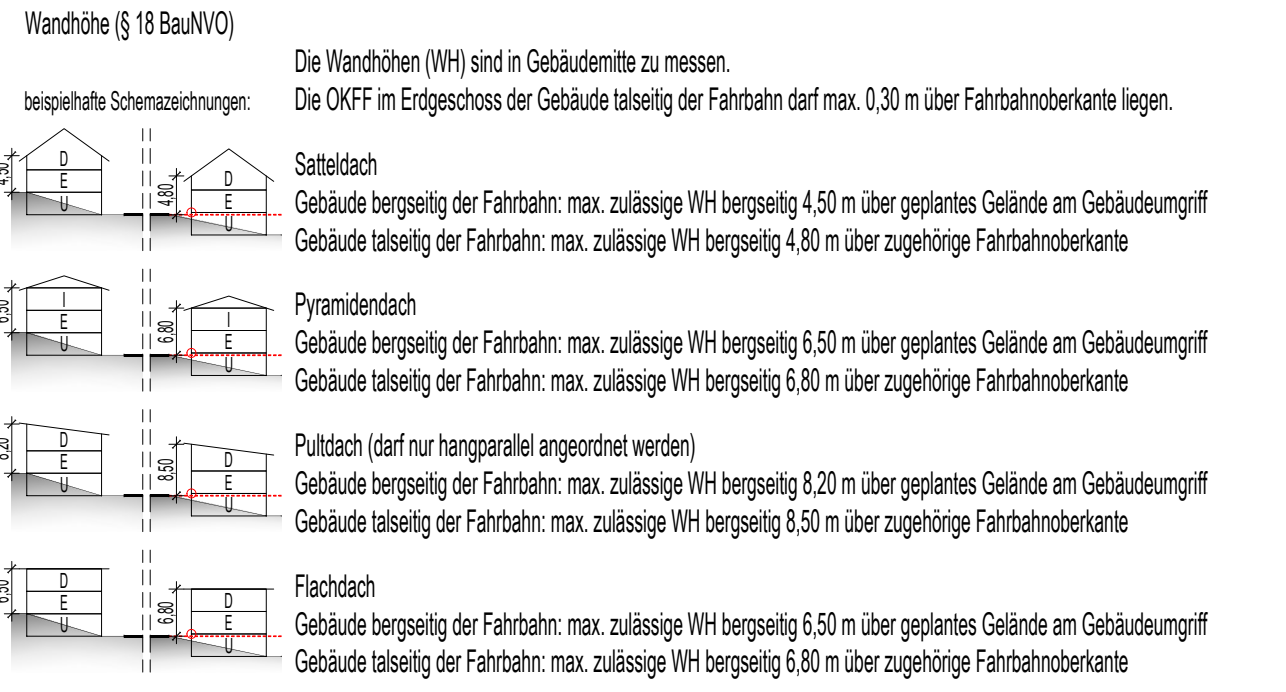 Wandhöhe (§ 18 BauNVO)
Die Wandhöhen (WH) sind in Gebäudemitte zu messen.
beispielhafte Schemazeichnungen:
Die OKFF im Erdgeschoss der Gebäude talseitig der Fahrbahn darf max. 0,30 m über Fahrbahnoberkante liegen.
4,50
D
E
U
4,80
D
E
U
Satteldach
Gebäude bergseitig der Fahrbahn: max. zulässige WH bergseitig 4,50 m über geplantes Gelände am Gebäudeumgriff
Gebäude talseitig der Fahrbahn: max. zulässige WH bergseitig 4,80 m über zugehörige Fahrbahnoberkante
6,50
I
E
U
6,80
I
E
U
Pyramidendach
Gebäude bergseitig der Fahrbahn: max. zulässige WH bergseitig 6,50 m über geplantes Gelände am Gebäudeumgriff
Gebäude talseitig der Fahrbahn: max. zulässige WH bergseitig 6,80 m über zugehörige Fahrbahnoberkante
8,20
D
E
U
8,50
D
E
U
Pultdach (darf nur hangparallel angeordnet werden)
Gebäude bergseitig der Fahrbahn: max. zulässige WH bergseitig 8,20 m über geplantes Gelände am Gebäudeumgriff
Gebäude talseitig der Fahrbahn: max. zulässige WH bergseitig 8,50 m über zugehörige Fahrbahnoberkante
6,50
D
E
U
6,80
D
E
U
Flachdach
Gebäude bergseitig der Fahrbahn: max. zulässige WH bergseitig 6,50 m über geplantes Gelände am Gebäudeumgriff
Gebäude talseitig der Fahrbahn: max. zulässige WH bergseitig 6,80 m über zugehörige Fahrbahnoberkante